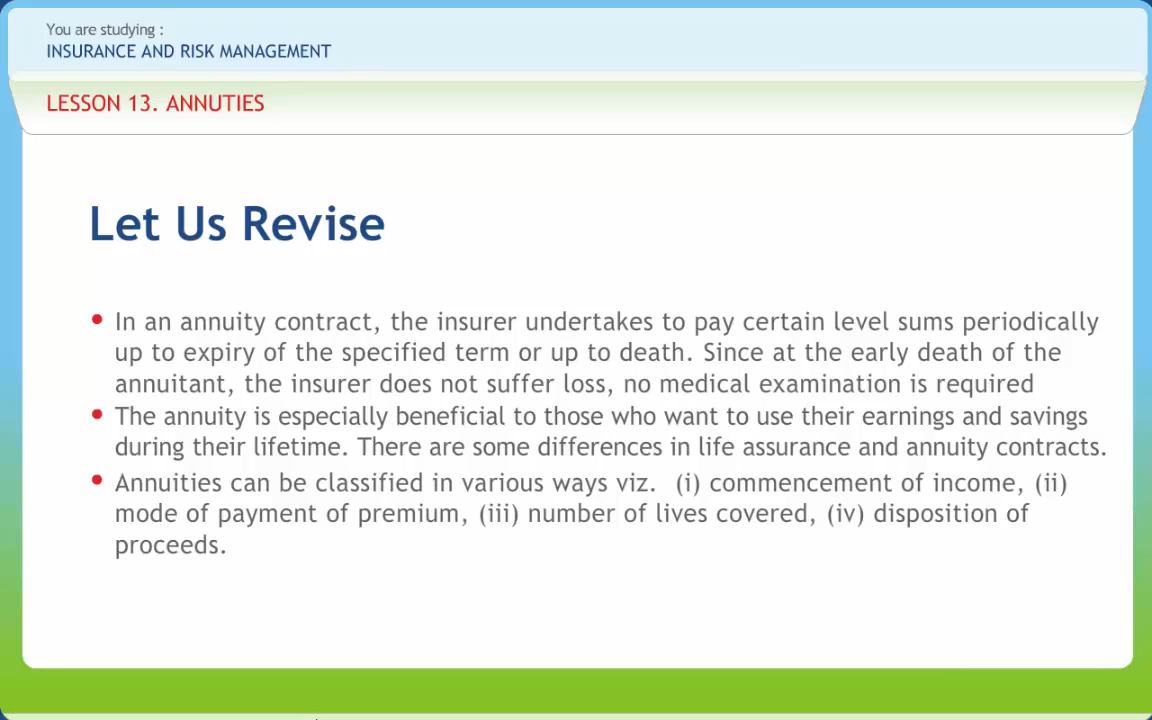 You are studying :
INSURANCE AND RISK MANAGEMENT
LESSON 13. ANNUTIES
Let Us Revise
• In an annuity contract, the insurer undertakes to pay certain level sums periodically
up to expiry of the specified term or up to death. Since at the early death of the
annuitant, the insurer does not suffer loss, no medical examination is required
• The annuity is especially beneficial to those who want to use their earnings and savings
during their lifetime. There are some differences in life assurance and annuity contracts.
• Annuities can be classified in various ways viz. (i) commencement of income, (ii)
mode of payment of premium, (iii) number of lives covered, (iv) disposition of
proceeds.